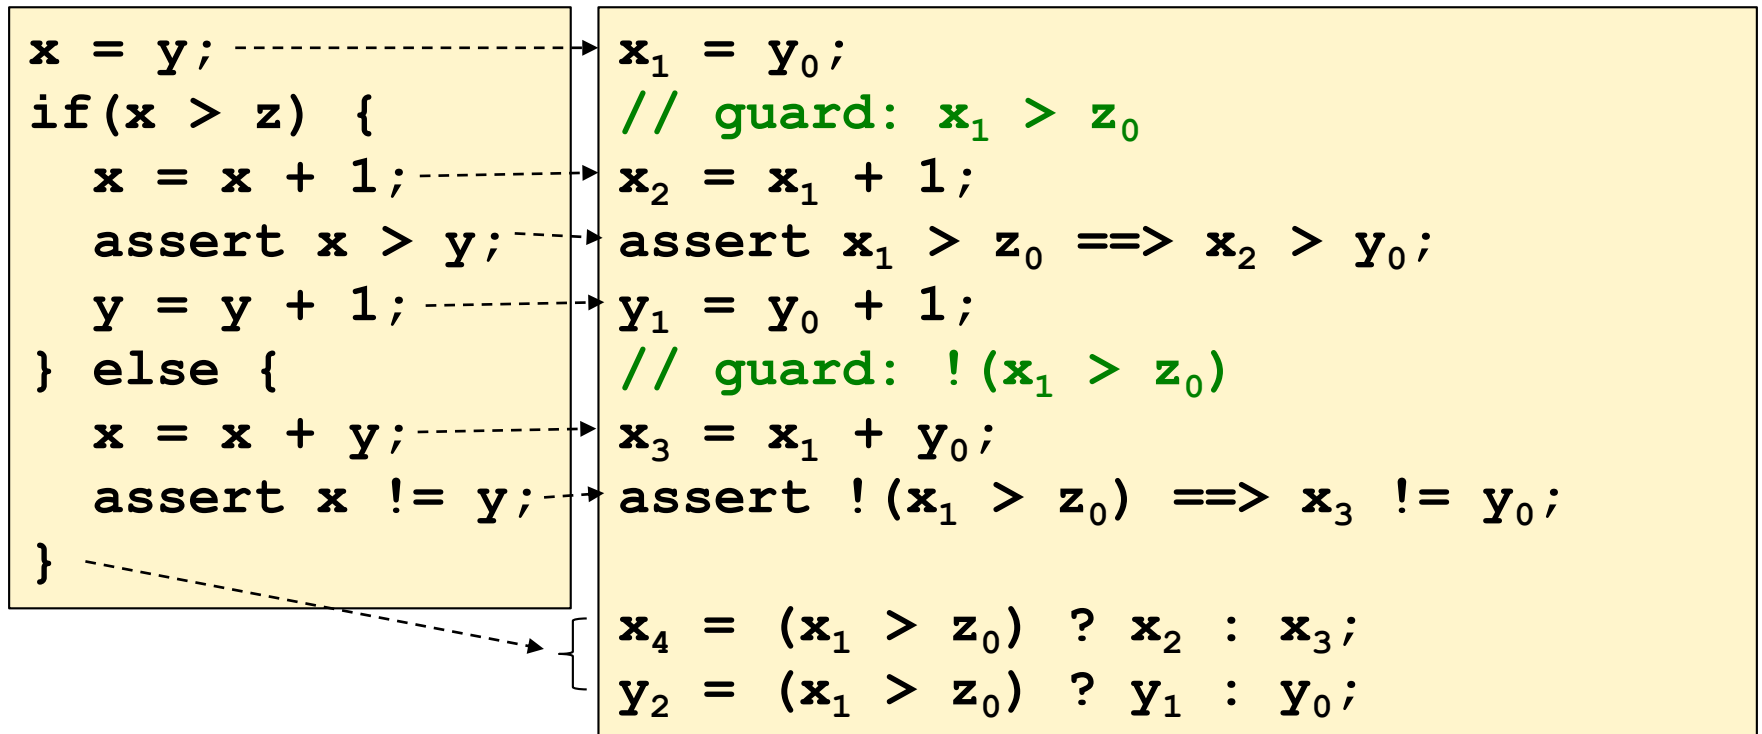 x = y;
if(x > z) {
  x = x + 1;
  assert x > y;
  y = y + 1;
} else {
  x = x + y;
  assert x != y;
}
x₁ = y₀;
// guard: x₁ > z₀
x₂ = x₁ + 1;
assert x₁ > z₀ ==> x₂ > y₀;
y₁ = y₀ + 1;
// guard: !(x₁ > z₀)
x₃ = x₁ + y₀;
assert !(x₁ > z₀) ==> x₃ != y₀;
x₄ = (x₁ > z₀) ? x₂ : x₃;
y₂ = (x₁ > z₀) ? y₁ : y₀;